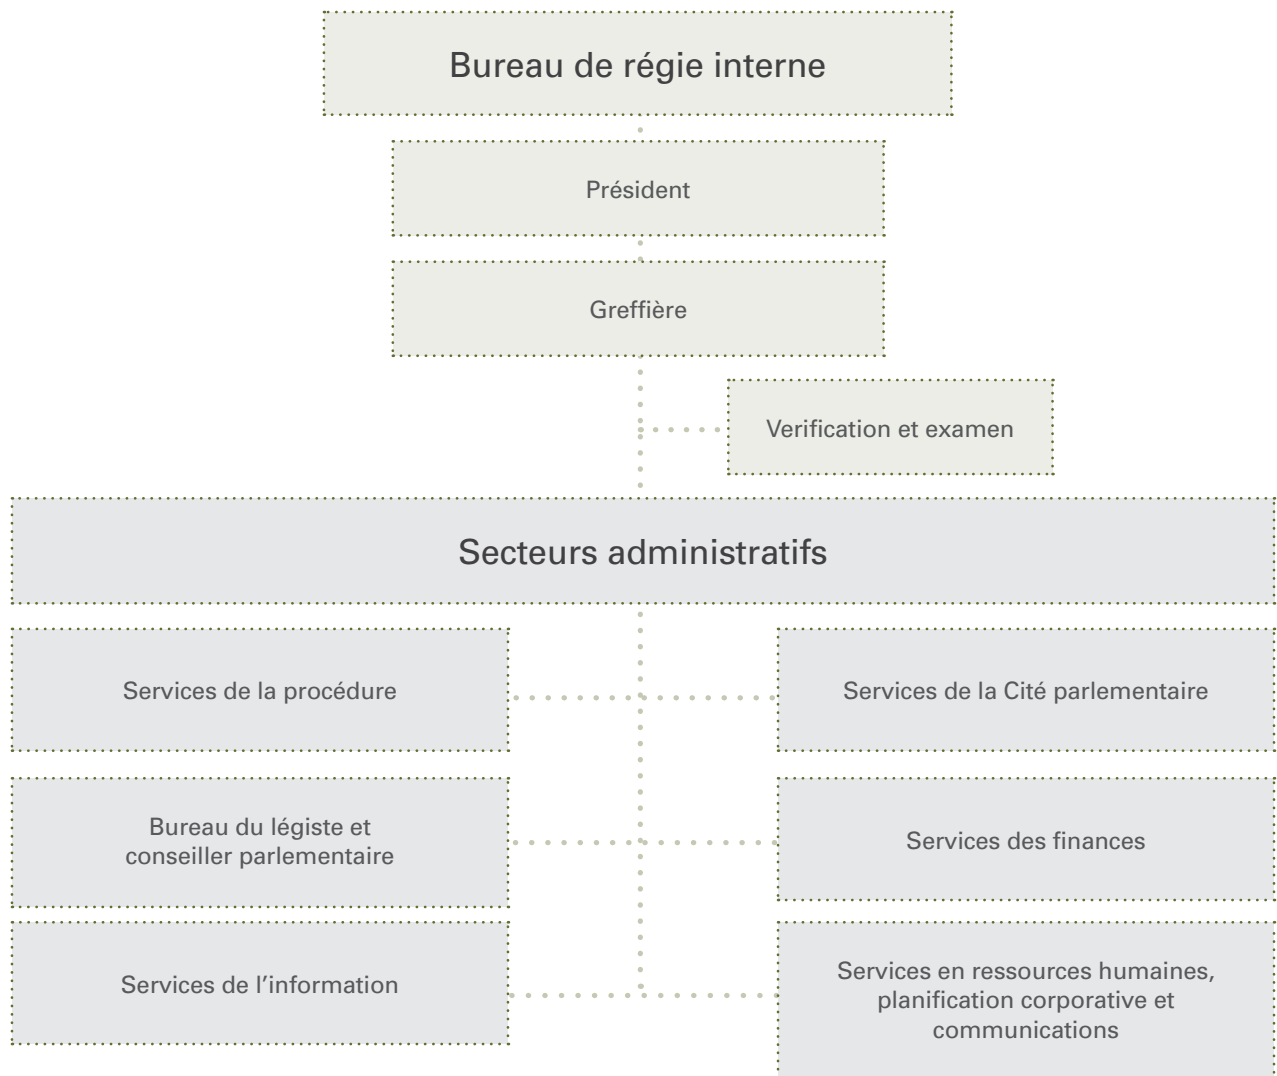 Bureau de régie interne
Président
Greffière
Verification et examen
Secteurs administratifs
Services de la procédure
Services de la Cité parlementaire
Bureau du légiste et
conseiller parlementaire
Services des finances
Services de l’information
Services en ressources humaines,
planification corporative et
communications